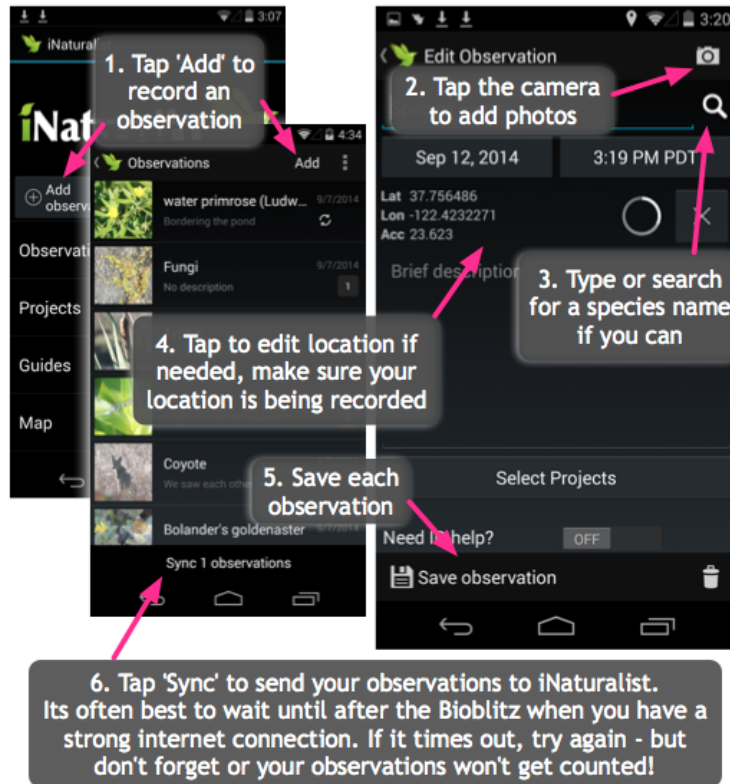 3:07
iNatural
1. Tap 'Add' to
record an
observation
iNat
Add
observa
Observati
Projects
Guides
Map
4:34
Observations
Add
water primrose (Ludw...
9/7/2014
Bordering the pond
Fungi
9/7/2014
No description
1
Coyote
We saw each othe
Bolander's goldenaster
9/7/2014
Sync 1 observations
3:20
Edit Observation
2. Tap the camera
to add photos
Sep 12, 2014
3:19 PM PDT
Lat 37.756486
Lon -122.4232271
Acc 23.623
Brief description
3. Type or search
for a species name
if you can
4. Tap to edit location if
needed, make sure your
location is being recorded
Select Projects
5. Save each
observation
Need ID help?
OFF
Save observation
6. Tap 'Sync' to send your observations to iNaturalist.
Its often best to wait until after the Bioblitz when you have a
strong internet connection. If it times out, try again - but
don't forget or your observations won't get counted!